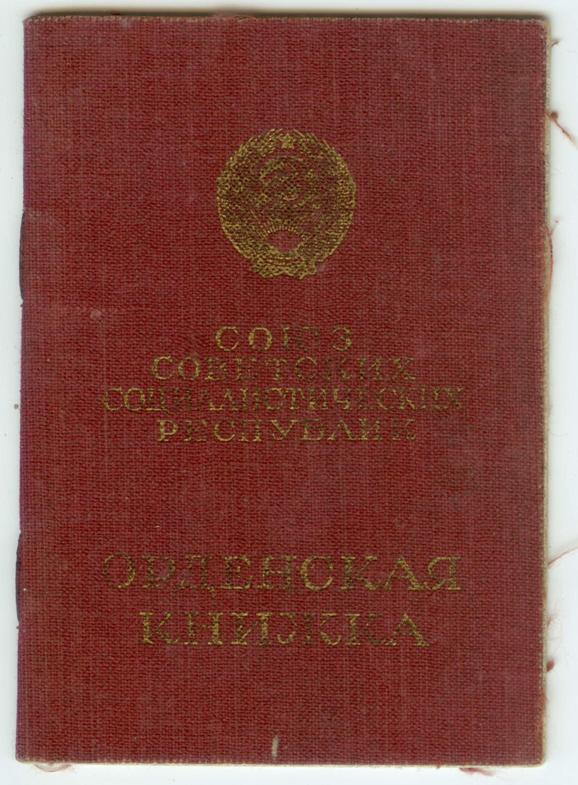 СОЮЗ
СОВЕТСКИХ
СОЦИАЛИСТИЧЕСКИХ
РЕСПУБЛИК
ОРДЕНСКАЯ
КНИЖКА